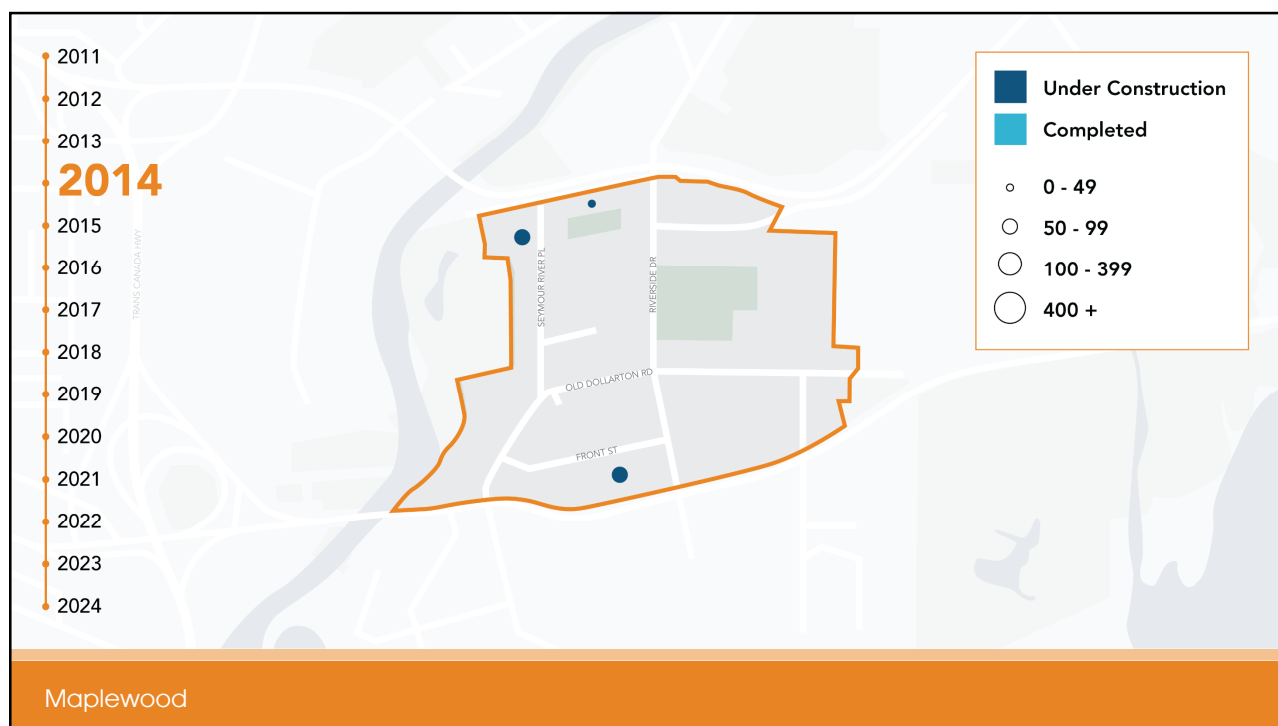 2011
2012
2013
2014
2015
2016
2017
2018
2019
2020
2021
2022
2023
2024
TRANS CANADA HWY
SEYMOUR RIVER PL
RIVERSIDE DR
OLD DOLLARTON RD
FRONT ST
Under Construction
Completed
0 - 49
50 - 99
100 - 399
400 +
Maplewood